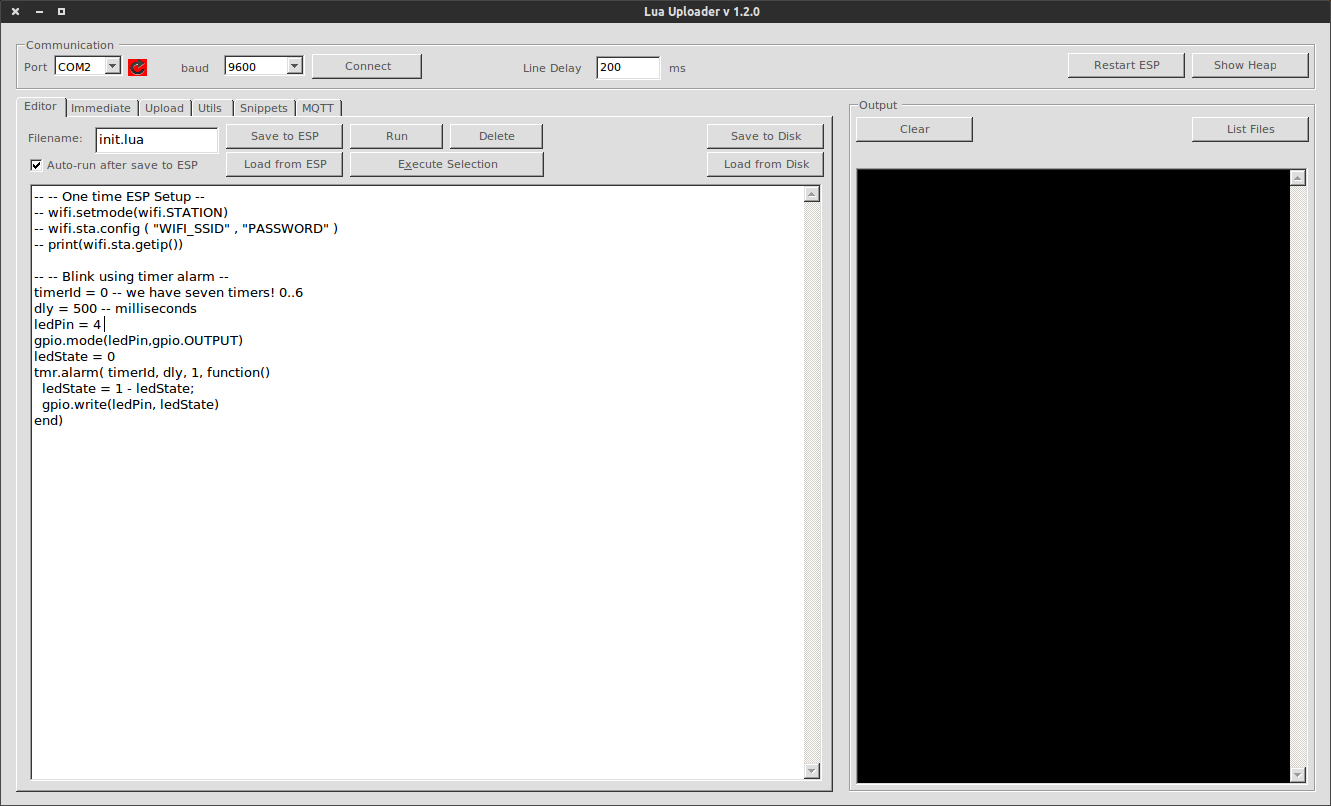 Lua Uploader v 1.2.0
Communication
Port COM2 baud 9600 Connect Line Delay 200 ms Restart ESP Show Heap
Editor Immediate Upload Utils Snippets MQTT
Filename: init.lua Save to ESP Run Delete Save to Disk
Auto-run after save to ESP Load from ESP Execute Selection Load from Disk
-- -- One time ESP Setup --
-- wifi.setmode(wifi.STATION)
-- wifi.sta.config ( "WIFI_SSID" , "PASSWORD" )
-- print(wifi.sta.getip())
-- -- Blink using timer alarm --
timerId = 0 -- we have seven timers! 0..6
dly = 500 -- milliseconds
ledPin = 4
gpio.mode(ledPin,gpio.OUTPUT)
ledState = 0
tmr.alarm( timerId, dly, 1, function()
ledState = 1 - ledState;
gpio.write(ledPin, ledState)
end)
Output
Clear List Files